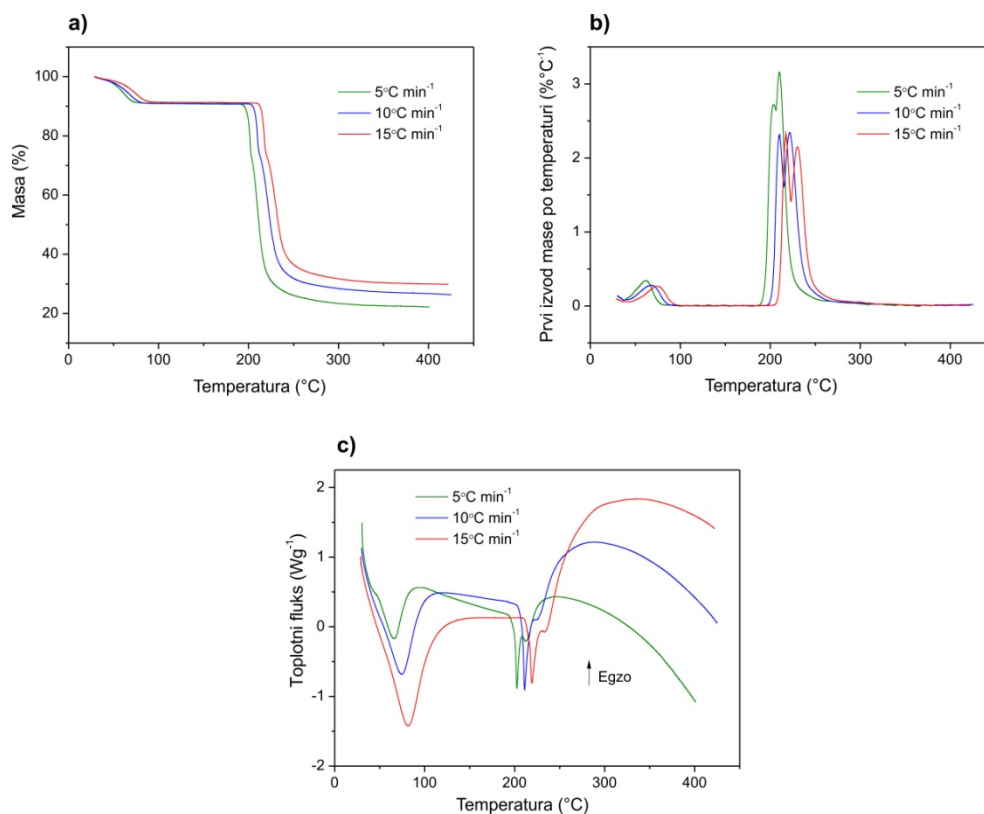 a)
Masa (%)
100
80
60
40
20
0
100
200
300
400
Temperatura (°C)
5°C min⁻¹
10°C min⁻¹
15°C min⁻¹
b)
Prvi izvod mase po temperaturi (%°C⁻¹)
3
2
1
0
0
100
200
300
400
Temperatura (°C)
5°C min⁻¹
10°C min⁻¹
15°C min⁻¹
c)
Toplotni fluks (Wg⁻¹)
2
1
0
-1
-2
0
100
200
300
400
Temperatura (°C)
5°C min⁻¹
10°C min⁻¹
15°C min⁻¹
Egzo